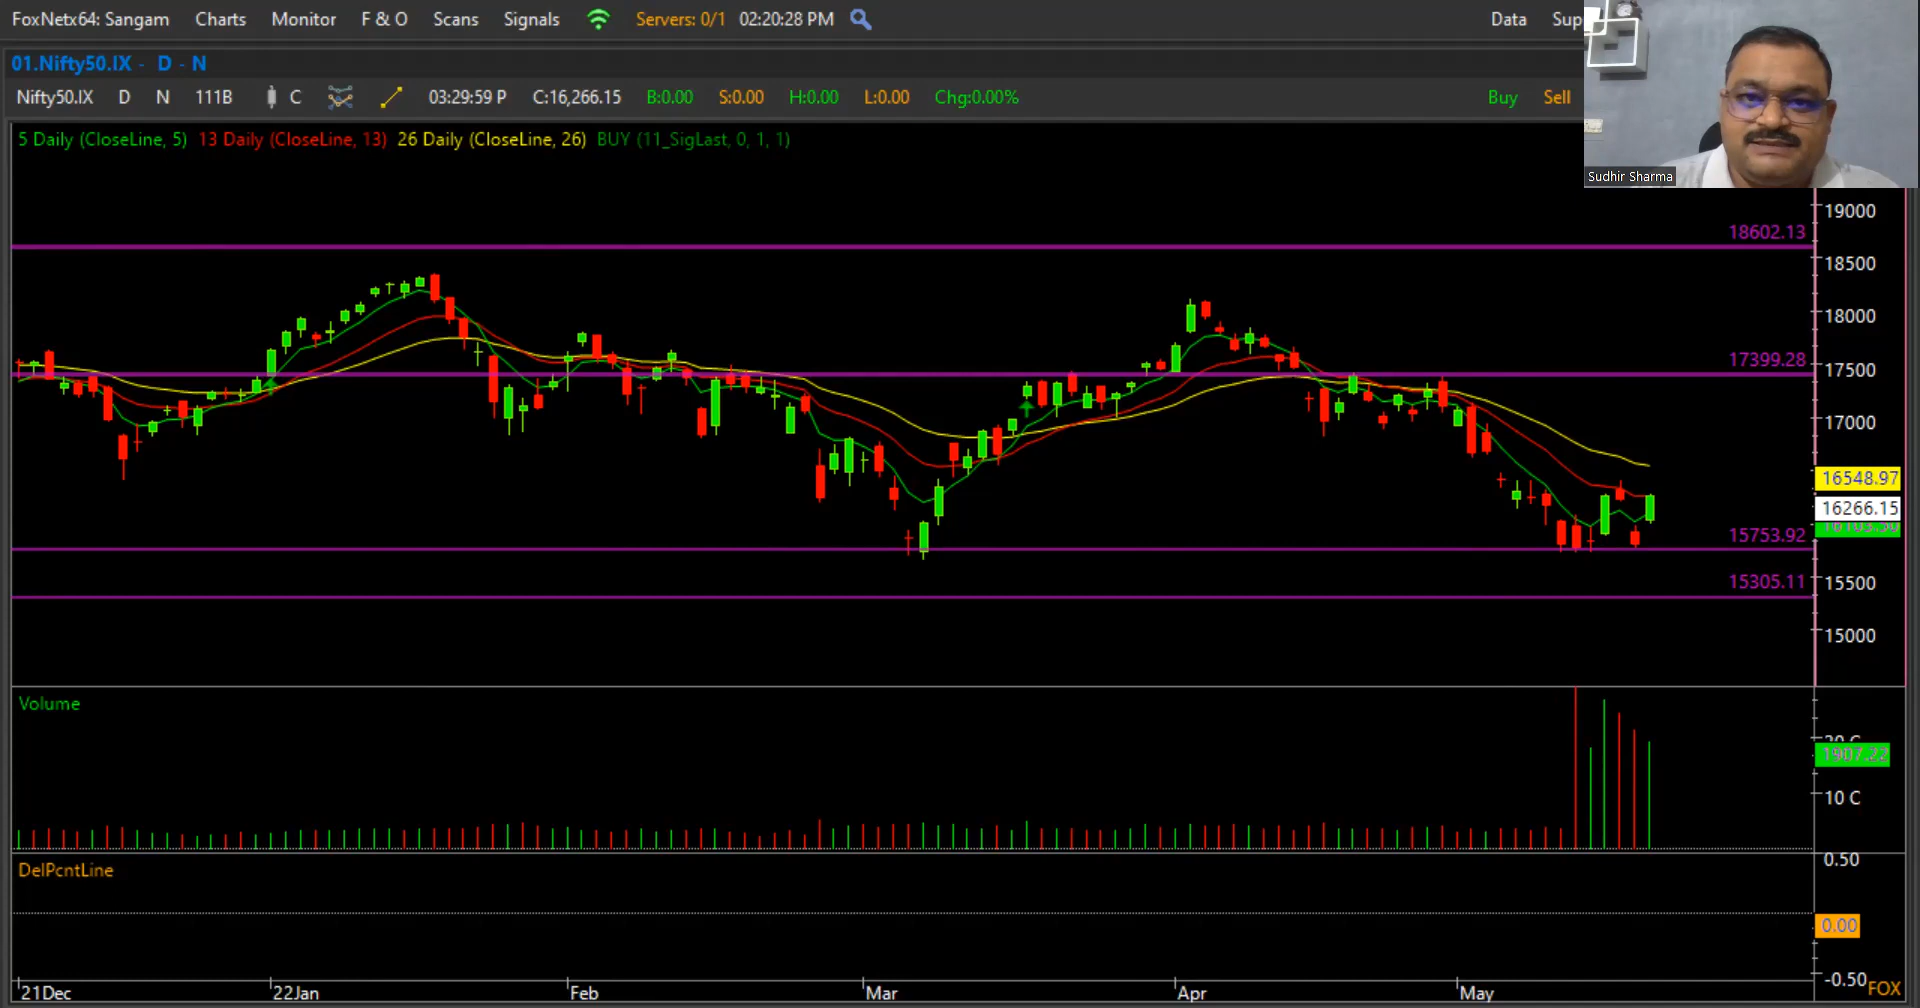 FoxNetx64: Sangam Charts Monitor F & O Scans Signals Servers: 0/1 02:20:28 PM Data
01.Nifty50.IX - D - N
Nifty50.IX D N 111B C 03:29:59 P C:16,266.15 B:0.00 S:0.00 H:0.00 L:0.00 Chg:0.00% Buy Sell
5 Daily (CloseLine, 5) 13 Daily (CloseLine, 13) 26 Daily (CloseLine, 26) BUY (11_SigLast, 0, 1, 1)
Sudhir Sharma
19000
18602.13
18500
18000
17399.28
17500
17000
16548.97
16266.15
15753.92
15305.11
15500
15000
Volume
1907.22
10 C
0.50
DelPcntLine
0.00
-0.50
FOX
21Dec 22Jan Feb Mar Apr May